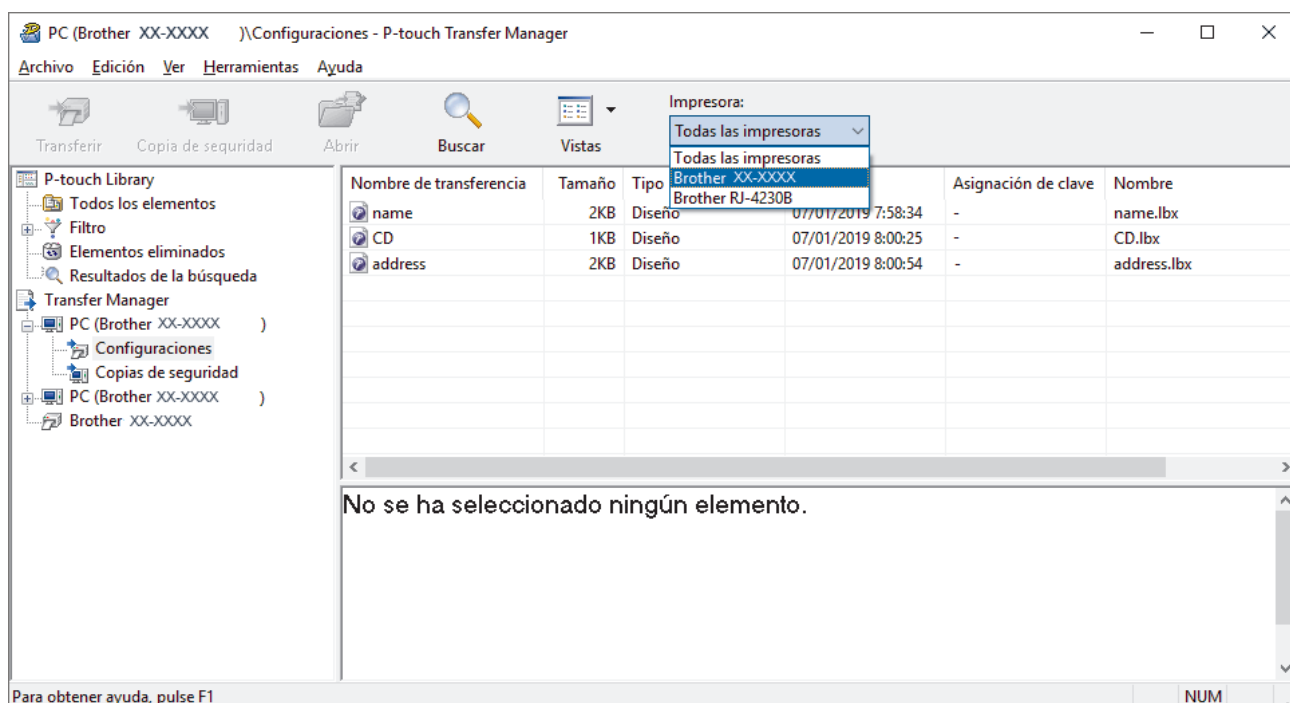 PC (Brother XX-XXXX )\Configuraciones - P-touch Transfer Manager
Archivo Edición Ver Herramientas Ayuda
Impresora:
Todas las impresoras
Transferir Copia de seguridad Abrir Buscar Vistas
Todas las impresoras
Brother XX-XXXX
Brother RJ-4230B
P-touch Library
Todos los elementos
Filtro
Elementos eliminados
Resultados de la búsqueda
Transfer Manager
PC (Brother XX-XXXX )
Configuraciones
Copias de seguridad
PC (Brother XX-XXXX )
Brother XX-XXXX
Nombre de transferencia Tamaño Tipo Asignación de clave Nombre
name 2KB Diseño 07/01/2019 7:58:34 - name.lbx
CD 1KB Diseño 07/01/2019 8:00:25 - CD.lbx
address 2KB Diseño 07/01/2019 8:00:54 - address.lbx
No se ha seleccionado ningún elemento.
Para obtener ayuda, pulse F1
NUM